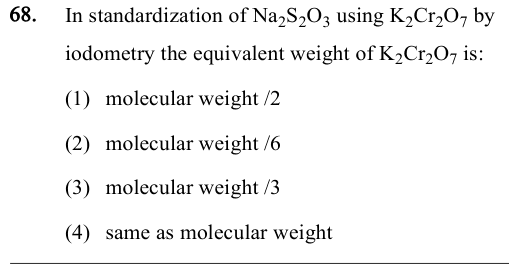 68. In standardization of Na₂S₂O₃ using K₂Cr₂O₇ by
iodometry the equivalent weight of K₂Cr₂O₇ is:
(1) molecular weight /2
(2) molecular weight /6
(3) molecular weight /3
(4) same as molecular weight